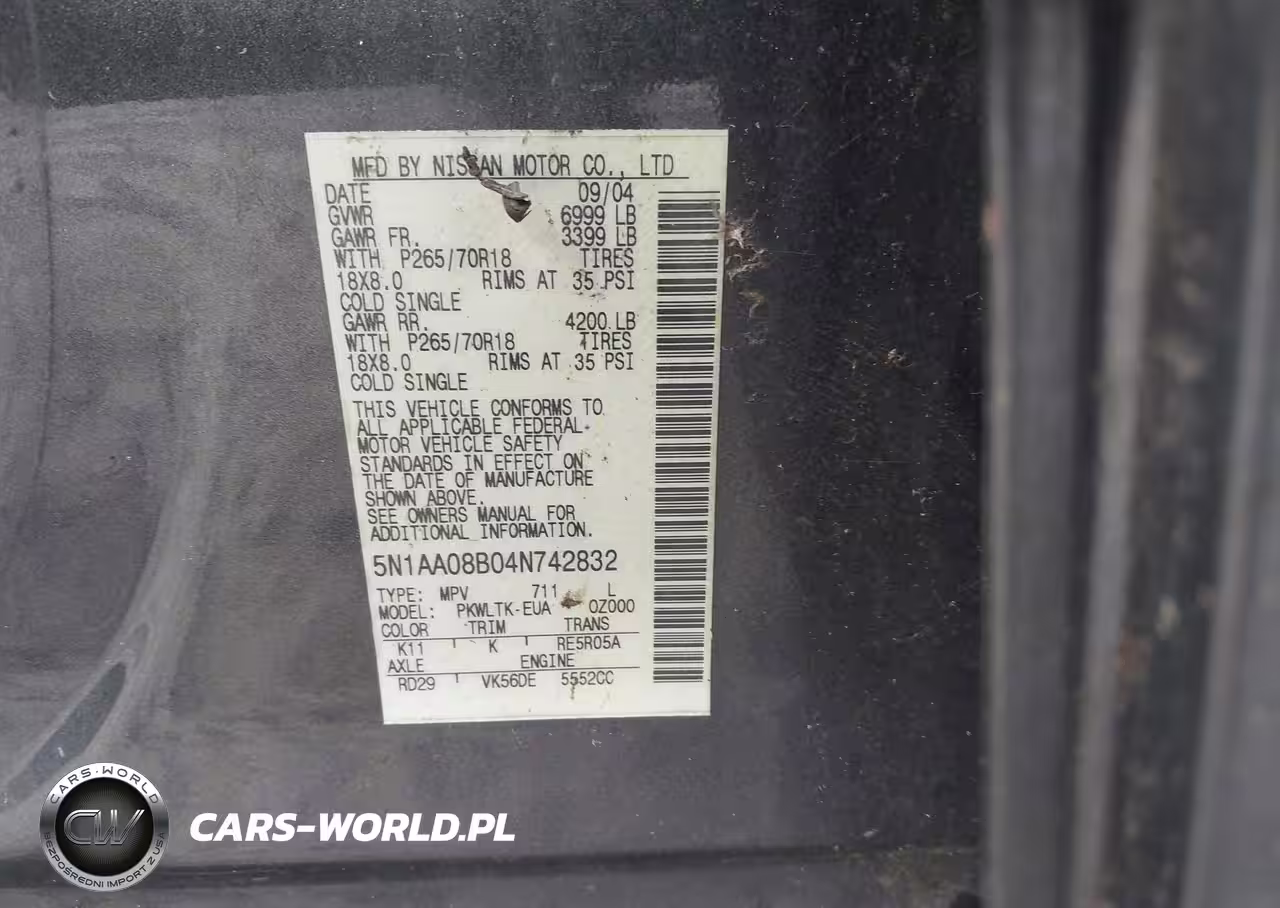 MFD BY NISSAN MOTOR CO., LTD
DATE 09/04
GVWR 6999 LB
GAWR FR. 3399 LB
WITH P265/70R18 TIRES
18X8.0 RIMS AT 35 PSI
COLD SINGLE
GAWR RR. 4200 LB
WITH P265/70R18 TIRES
18X8.0 RIMS AT 35 PSI
COLD SINGLE
THIS VEHICLE CONFORMS TO
ALL APPLICABLE FEDERAL
MOTOR VEHICLE SAFETY
STANDARDS IN EFFECT ON
THE DATE OF MANUFACTURE
SHOWN ABOVE.
SEE OWNERS MANUAL FOR
ADDITIONAL INFORMATION.
5N1AA08B04N742832
TYPE: MPV 711 L
MODEL: PKWLTK-EUA 0Z000
COLOR TRIM TRANS
K11 K RE5R05A
AXLE ENGINE
RD29 VK56DE 5552CC
CARS-WORLD
CW
BEZPOŚREDNI IMPORT Z USA
CARS-WORLD.PL